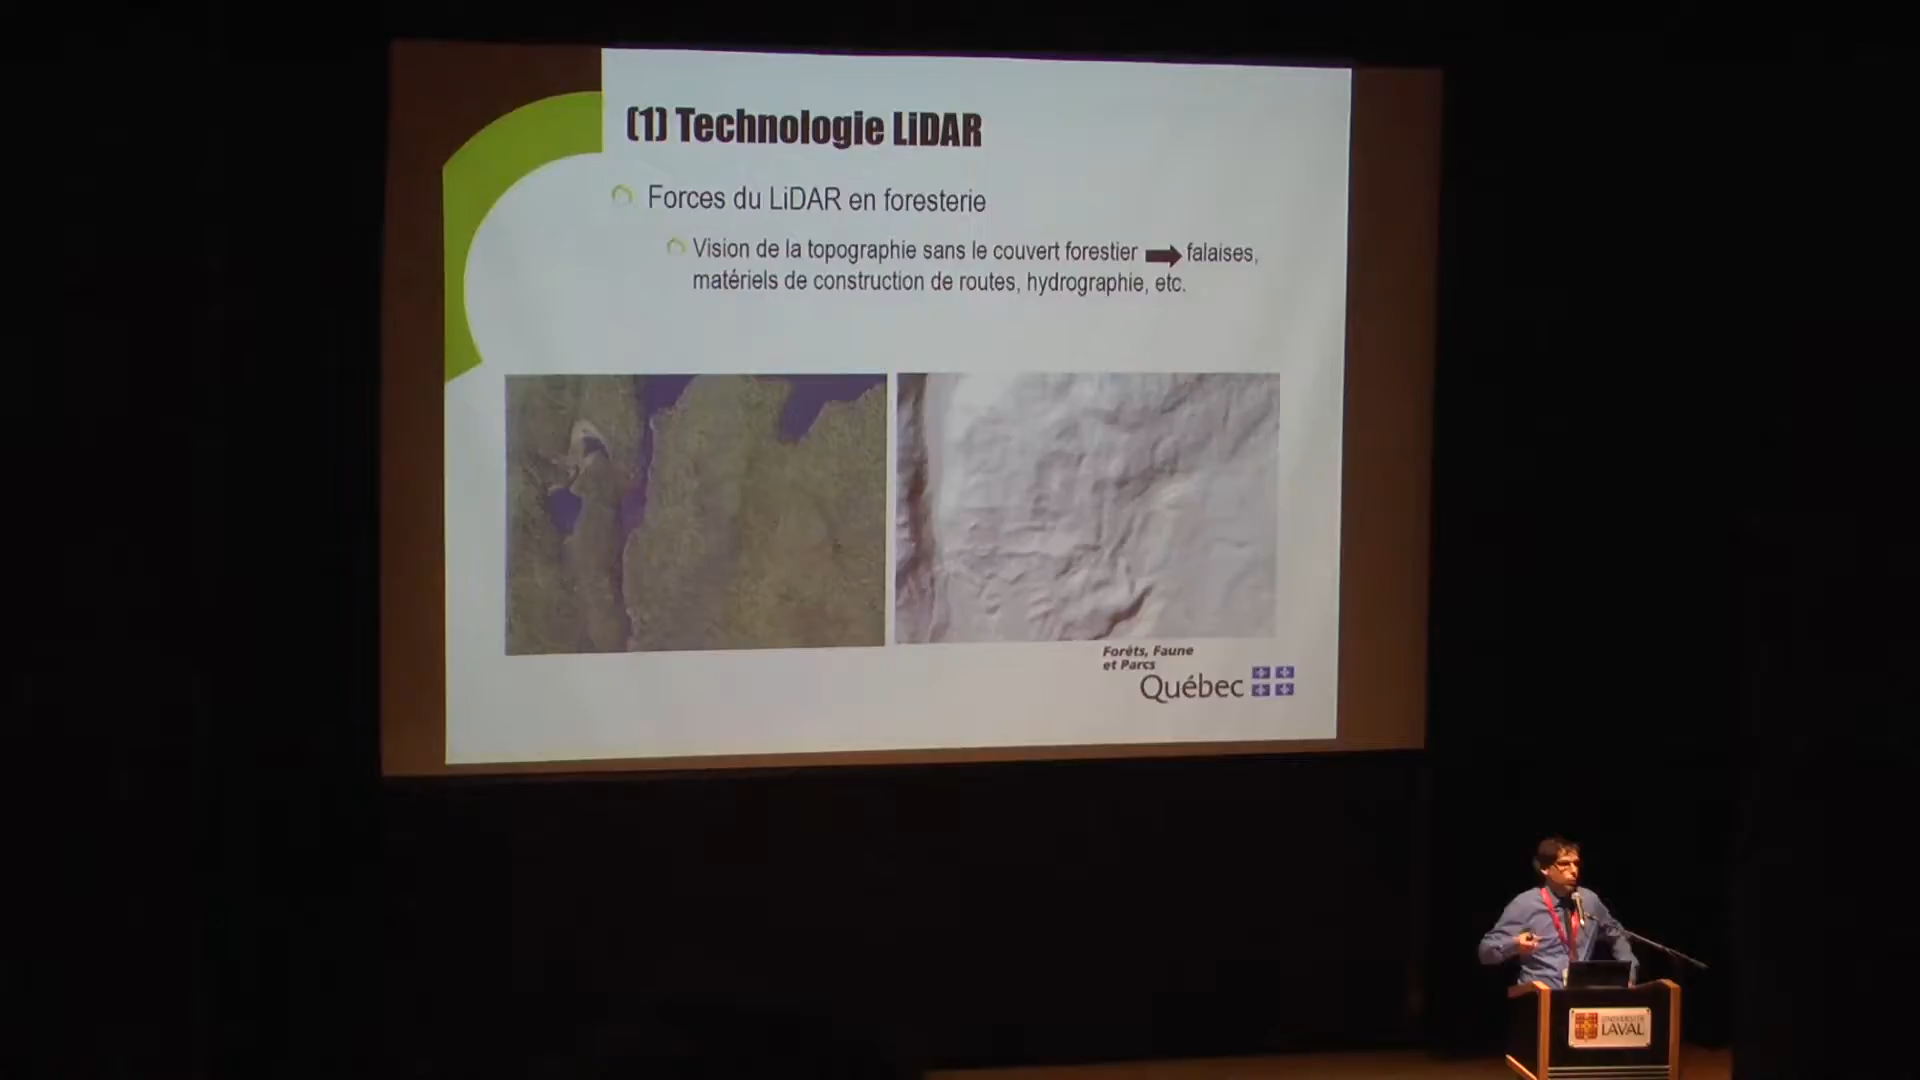 (1) Technologie LiDAR
Forces du LiDAR en foresterie
Vision de la topographie sans le couvert forestier ➡ falaises,
matériels de construction de routes, hydrographie, etc.
Forêts, Faune
et Parcs
Québec
UNIVERSITÉ
LAVAL